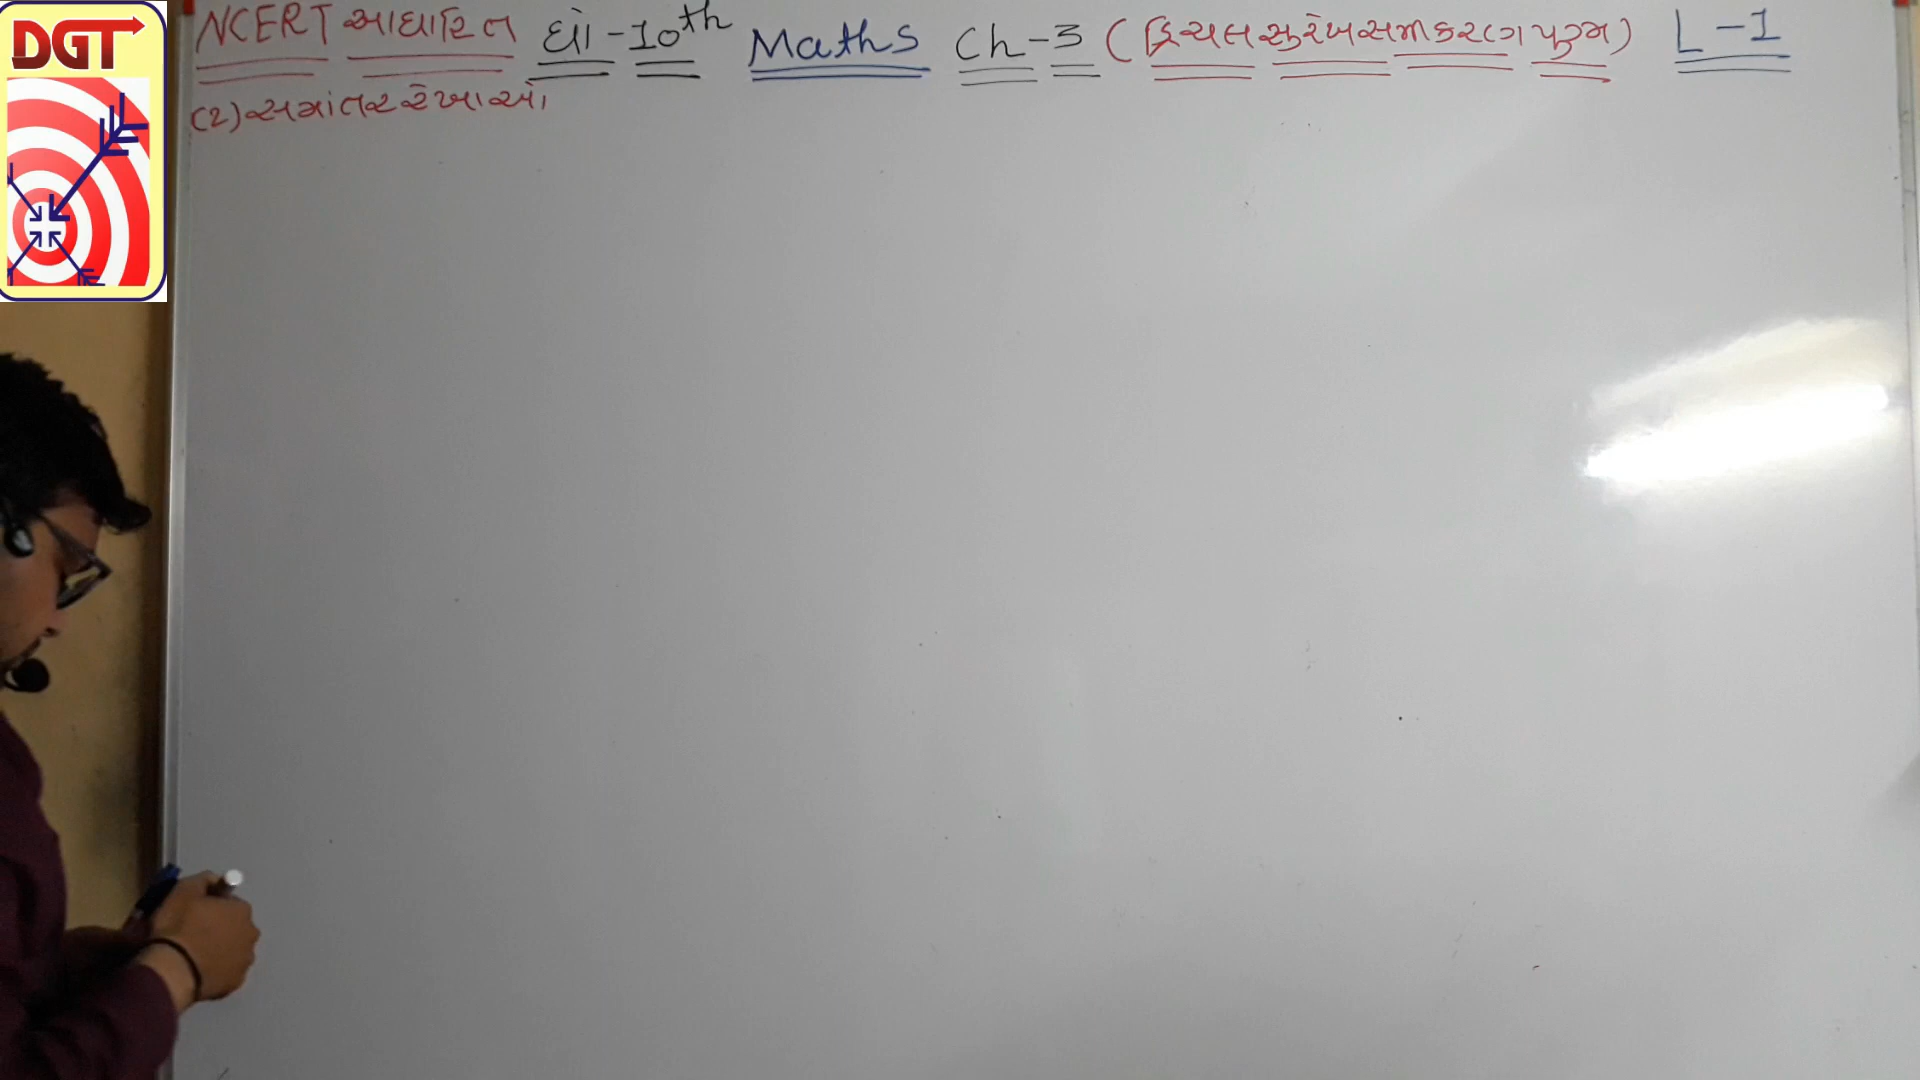 DGT
NCERT આધારિત ધો-10th Maths Ch-3 (દ્વિચલ સુરેખ સમીકરણ યુગ્મ) L-1
(2) સમાંતર રેખાઓ